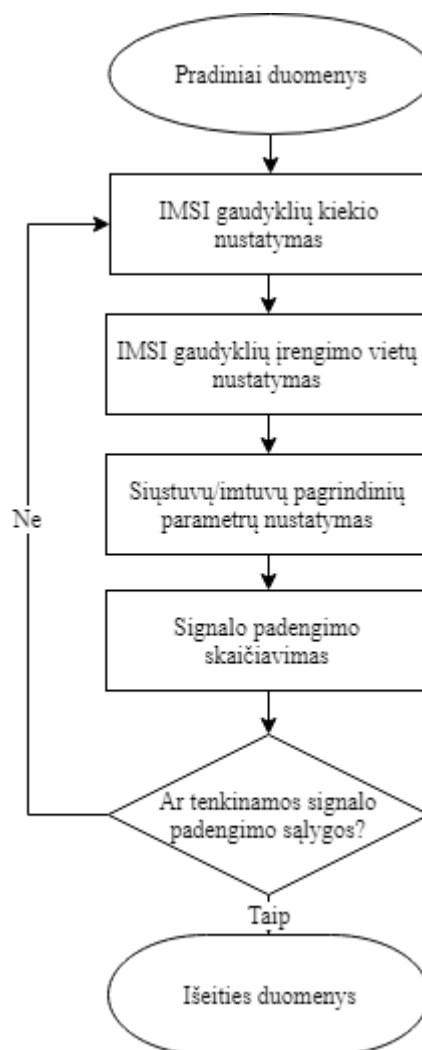 Pradiniai duomenys
IMSI gaudyklių kiekio
nustatymas
IMSI gaudyklių įrengimo vietų
nustatymas
Siųstuvų/imtuvų pagrindinių
parametrų nustatymas
Ne
Signalo padengimo
skaičiavimas
Ar tenkinamos signalo
padengimo sąlygos?
Taip
Išeities duomenys